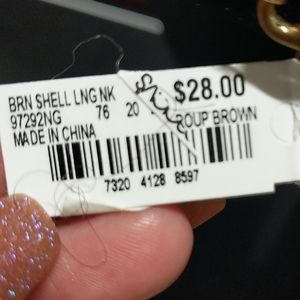 BRN SHELL LNG NK $28.00
97292NG 76 20 ROUP BROWN
MADE IN CHINA
7320 4128 8597